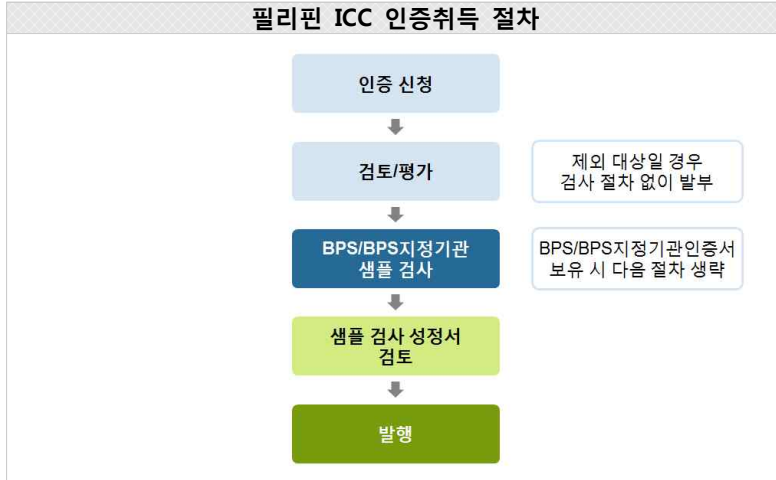 필리핀 ICC 인증취득 절차
인증 신청
검토/평가
제외 대상일 경우
검사 절차 없이 발부
BPS/BPS지정기관
샘플 검사
BPS/BPS지정기관인증서
보유 시 다음 절차 생략
샘플 검사 성정서
검토
발행